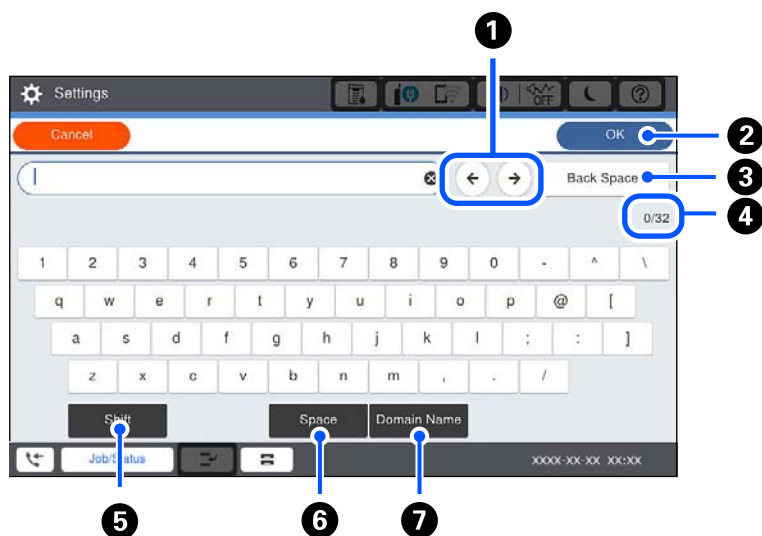 1
Settings
OFF
?
Cancel
OK
2
Back Space
3
0/32
4
1 2 3 4 5 6 7 8 9 0 - ^ \
q w e r t y u i o p @ [
a s d f g h j k l ; : ]
z x c v b n m , . /
Shift
Space
Domain Name
Job/Status
xxxx-xx-xx xx:xx
5
6
7